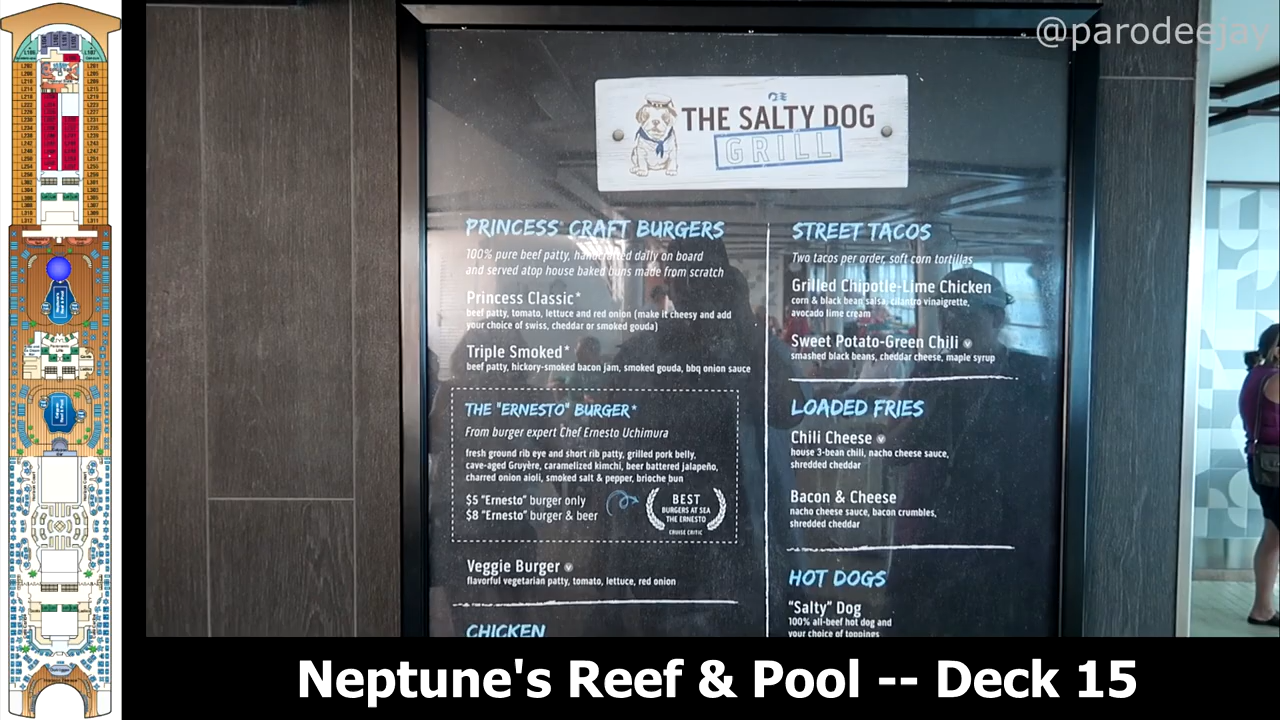 @parodeejay
THE SALTY DOG
GRILL
PRINCESS CRAFT BURGERS
100% pure beef patty, handcrafted daily on board
and served atop house baked buns made from scratch
Princess Classic*
beef patty, tomato, lettuce and red onion (make it cheesy and add
your choice of swiss, cheddar or smoked gouda)
Triple Smoked*
beef patty, hickory-smoked bacon jam, smoked gouda, bbq onion sauce
THE "ERNESTO" BURGER*
From burger expert Chef Ernesto Uchimura
fresh ground rib eye and short rib patty, grilled pork belly,
cave-aged Gruyère, caramelized kimchi, beer battered jalapeño,
charred onion aioli, smoked salt & pepper, brioche bun
$5 "Ernesto" burger only
$8 "Ernesto" burger & beer
BEST
BURGERS AT SEA
THE ERNESTO
CRUISE CRITIC
Veggie Burger V
flavorful vegetarian patty, tomato, lettuce, red onion
CHICKEN
STREET TACOS
Two tacos per order, soft corn tortillas
Grilled Chipotle-Lime Chicken
corn & black bean salsa, cilantro vinaigrette,
avocado lime cream
Sweet Potato-Green Chili V
smashed black beans, cheddar cheese, maple syrup
LOADED FRIES
Chili Cheese V
house 3-bean chili, nacho cheese sauce,
shredded cheddar
Bacon & Cheese
nacho cheese sauce, bacon crumbles,
shredded cheddar
HOT DOGS
"Salty" Dog
100% all-beef hot dog and
your choice of toppings
Neptune's Reef & Pool -- Deck 15